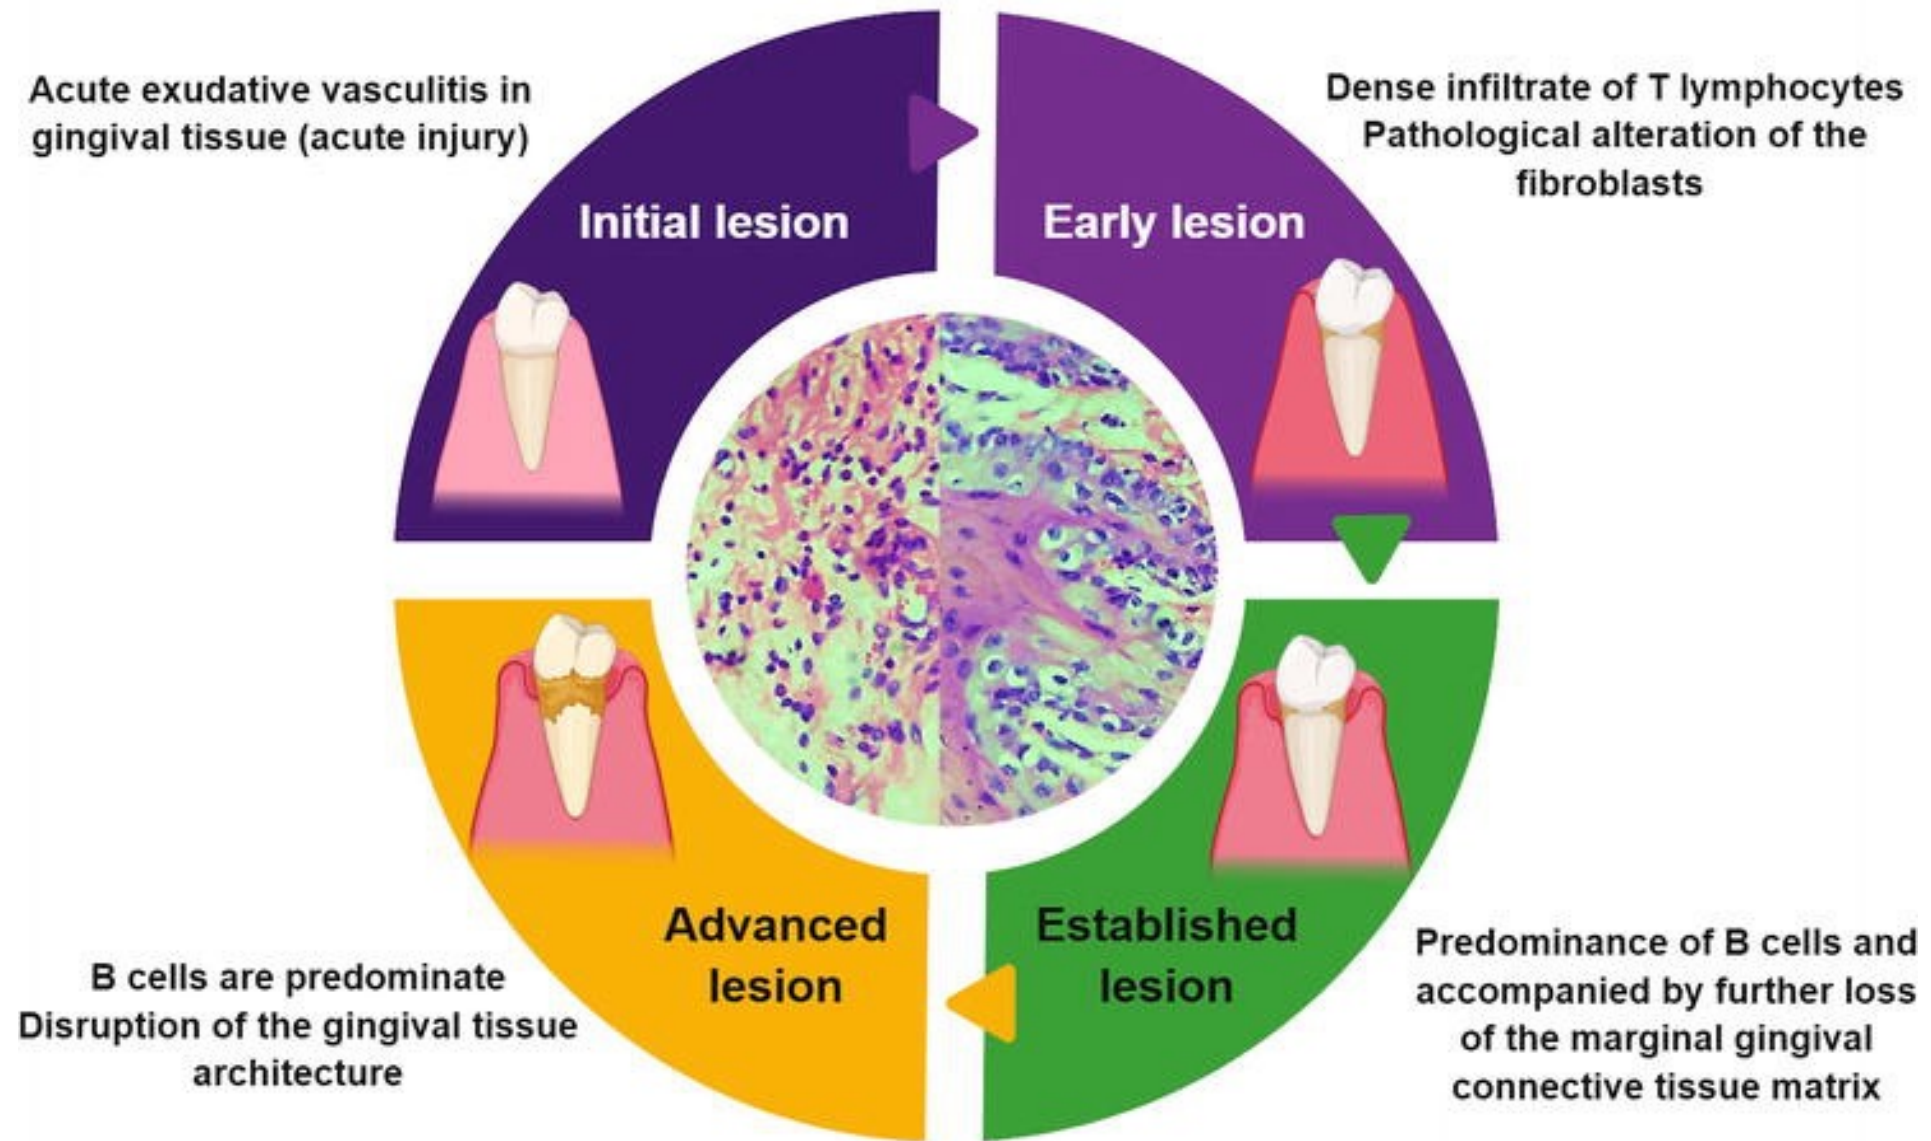 Acute exudative vasculitis in
gingival tissue (acute injury)
Initial lesion
Early lesion
Dense infiltrate of T lymphocytes
Pathological alteration of the
fibroblasts
Advanced
lesion
Established
lesion
B cells are predominate
Disruption of the gingival tissue
architecture
Predominance of B cells and
accompanied by further loss
of the marginal gingival
connective tissue matrix